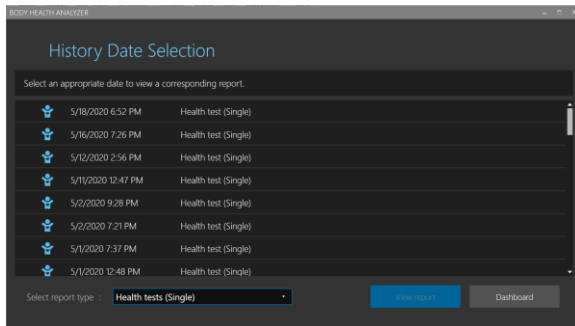 BODY HEALTH ANALYZER
History Date Selection
Select an appropriate date to view a corresponding report.
5/18/2020 6:52 PM Health test (Single)
5/16/2020 7:26 PM Health test (Single)
5/12/2020 2:56 PM Health test (Single)
5/11/2020 12:47 PM Health test (Single)
5/2/2020 9:28 PM Health test (Single)
5/2/2020 7:21 PM Health test (Single)
5/1/2020 7:37 PM Health test (Single)
5/1/2020 12:48 PM Health test (Single)
Select report type : Health tests (Single) View report Dashboard